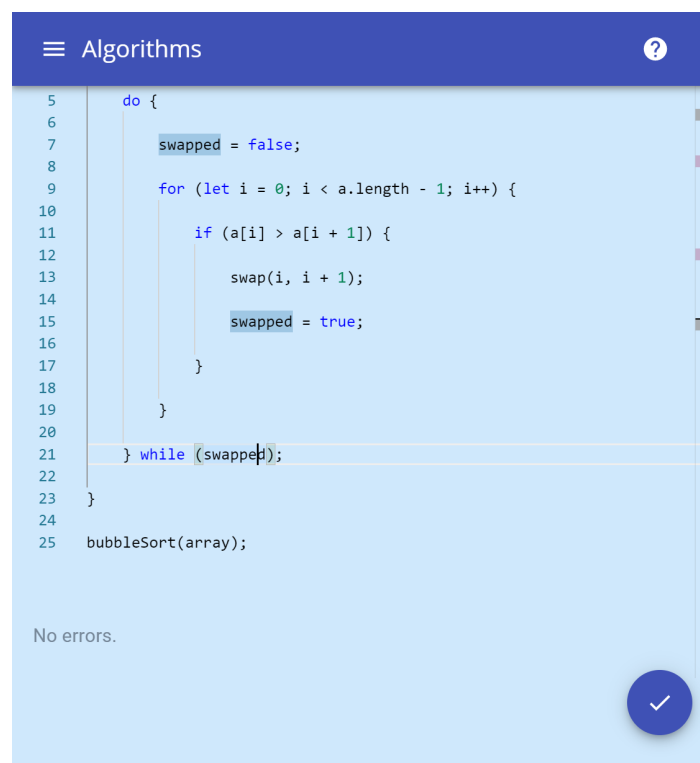 Algorithms
5 do {
6
7 swapped = false;
8
9 for (let i = 0; i < a.length - 1; i++) {
10
11 if (a[i] > a[i + 1]) {
12
13 swap(i, i + 1);
14
15 swapped = true;
16
17 }
18
19 }
20
21 } while (swapped);
22
23 }
24
25 bubbleSort(array);
No errors.